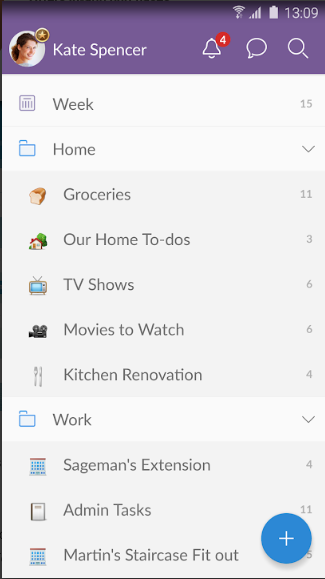 13:09
Kate Spencer
4
Week 15
Home
Groceries 11
Our Home To-dos 3
TV Shows 6
Movies to Watch 6
Kitchen Renovation 4
Work
Sageman's Extension 4
Admin Tasks 11
Martin's Staircase Fit out 5